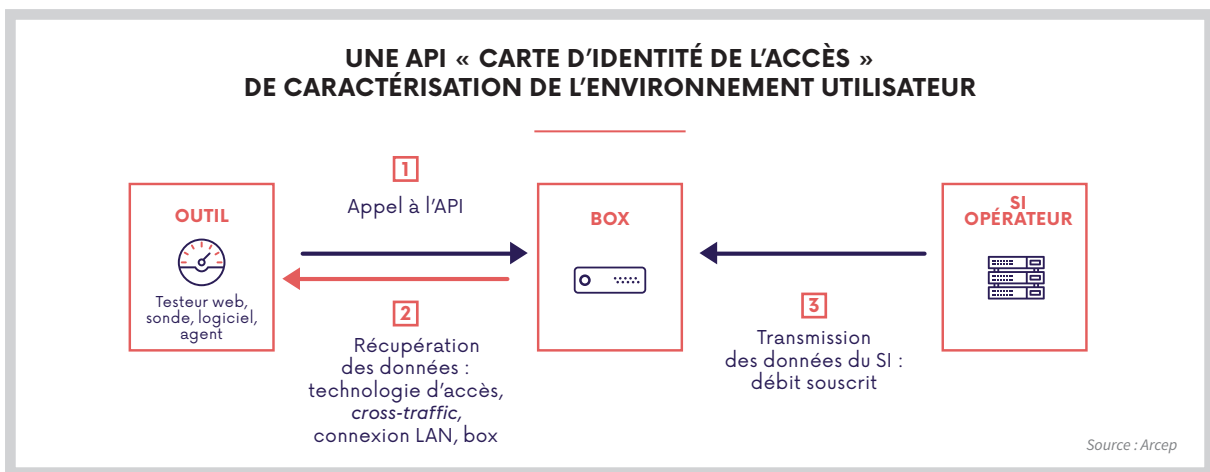 UNE API « CARTE D'IDENTITÉ DE L'ACCÈS »
DE CARACTÉRISATION DE L'ENVIRONNEMENT UTILISATEUR
OUTIL
Testeur web,
sonde, logiciel,
agent
1
Appel à l'API
2
Récupération
des données :
technologie d'accès,
cross-traffic,
connexion LAN, box
BOX
3
Transmission
des données du SI :
débit souscrit
SI
OPÉRATEUR
Source : Arcep